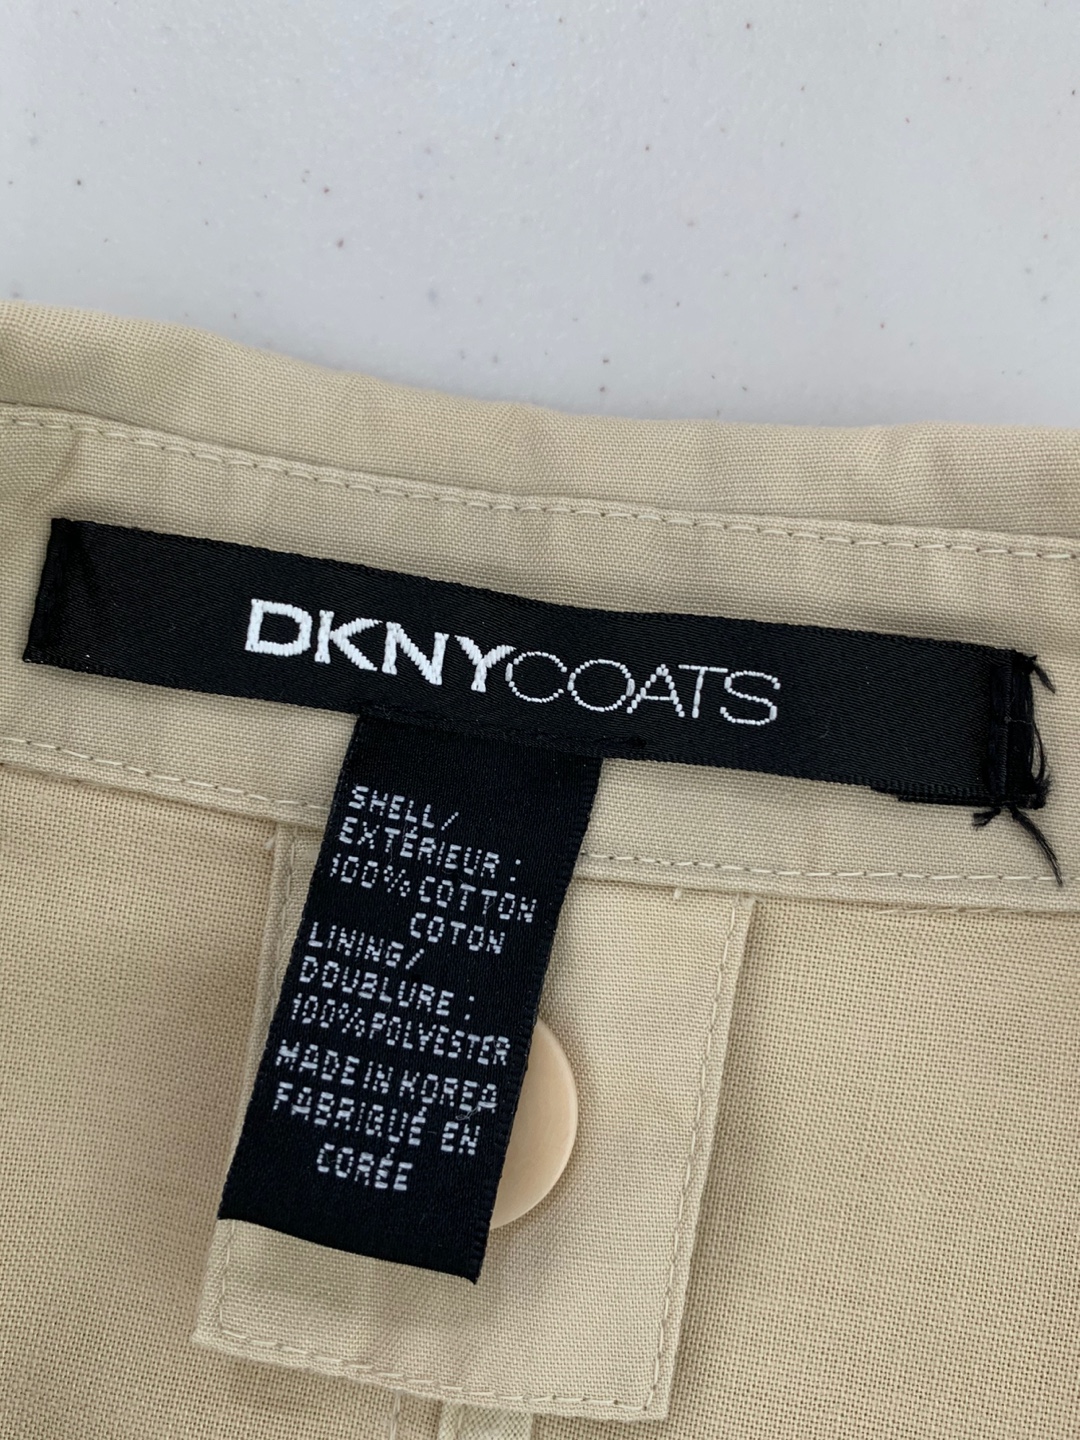 DKNYCOATS
SHELL/
EXTÉRIEUR:
100% COTTON
COTON
LINING/
DOUBLURE:
100% POLYESTER
MADE IN KOREA
FABRIQUÉ EN
CORÉE